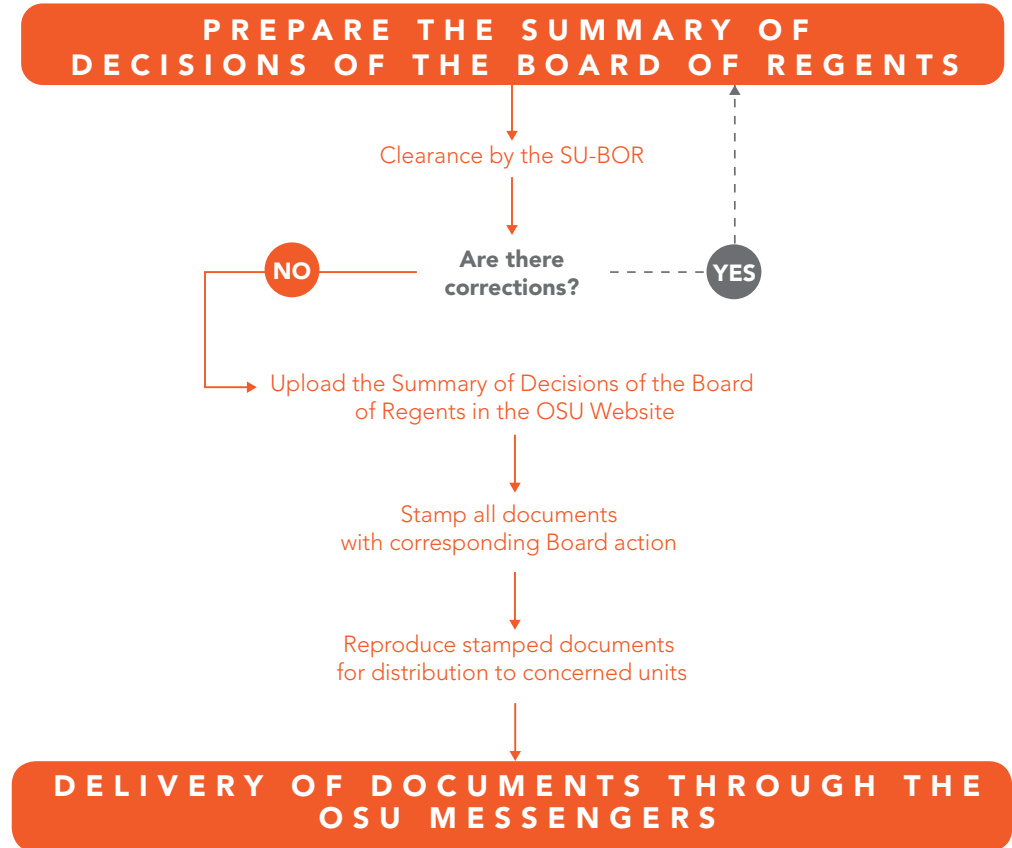 PREPARE THE SUMMARY OF
DECISIONS OF THE BOARD OF REGENTS
Clearance by the SU-BOR
Are there
corrections?
NO
YES
Upload the Summary of Decisions of the Board
of Regents in the OSU Website
Stamp all documents
with corresponding Board action
Reproduce stamped documents
for distribution to concerned units
DELIVERY OF DOCUMENTS THROUGH THE
OSU MESSENGERS